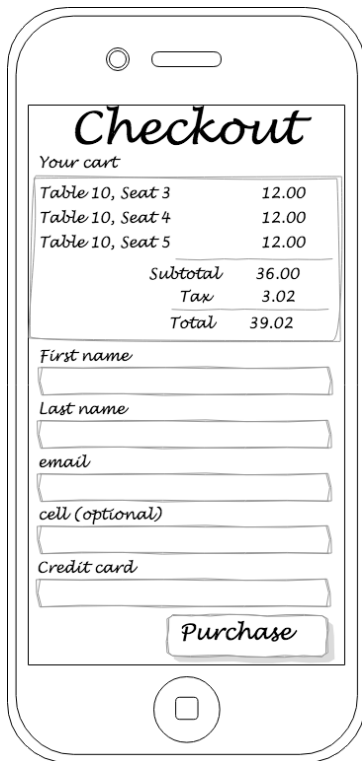 Checkout
Your cart
Table 10, Seat 3 12.00
Table 10, Seat 4 12.00
Table 10, Seat 5 12.00
Subtotal 36.00
Tax 3.02
Total 39.02
First name
Last name
email
cell (optional)
Credit card
Purchase